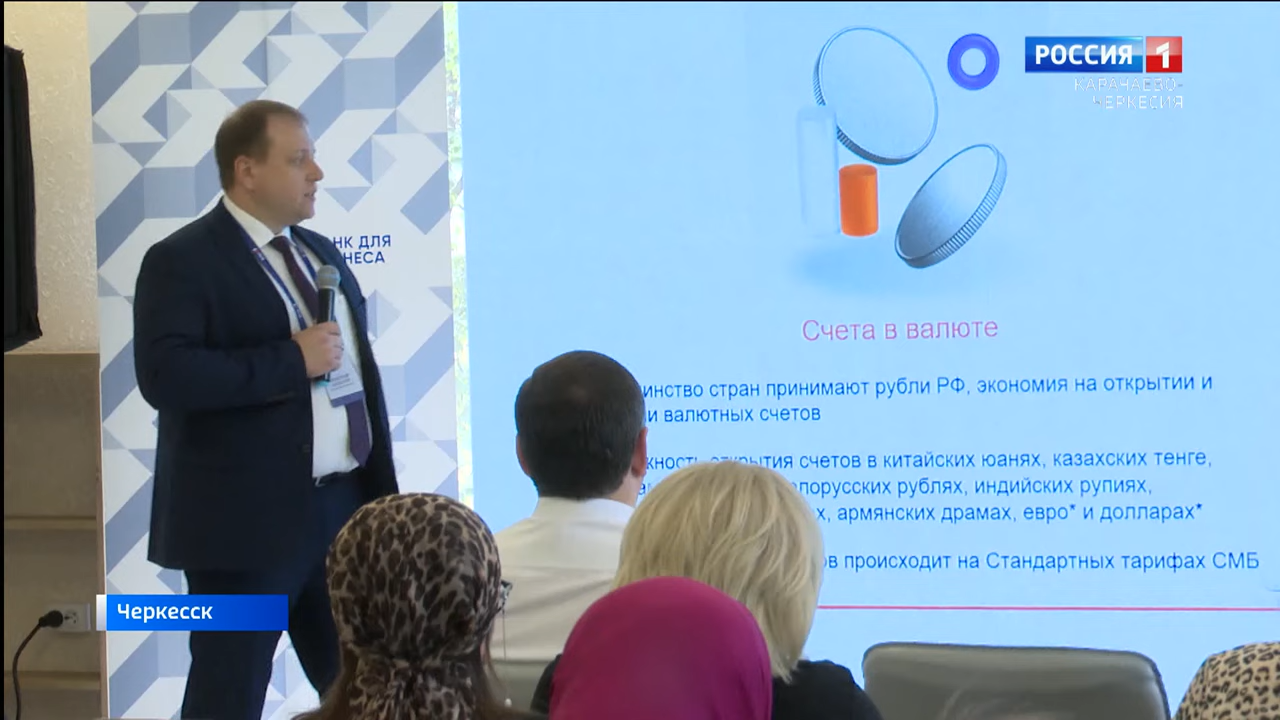 РОССИЯ 1
КАРАЧАЕВО-
ЧЕРКЕСИЯ
НК ДЛЯ
НЕСА
Счета в валюте
инство стран принимают рубли РФ, экономия на открытии и
и валютных счетов
жность открытия счетов в китайских юанях, казахских тенге,
лорусских рублях, индийских рупиях,
х, армянских драмах, евро* и долларах*
ов происходит на Стандартных тарифах СМБ
Черкесск